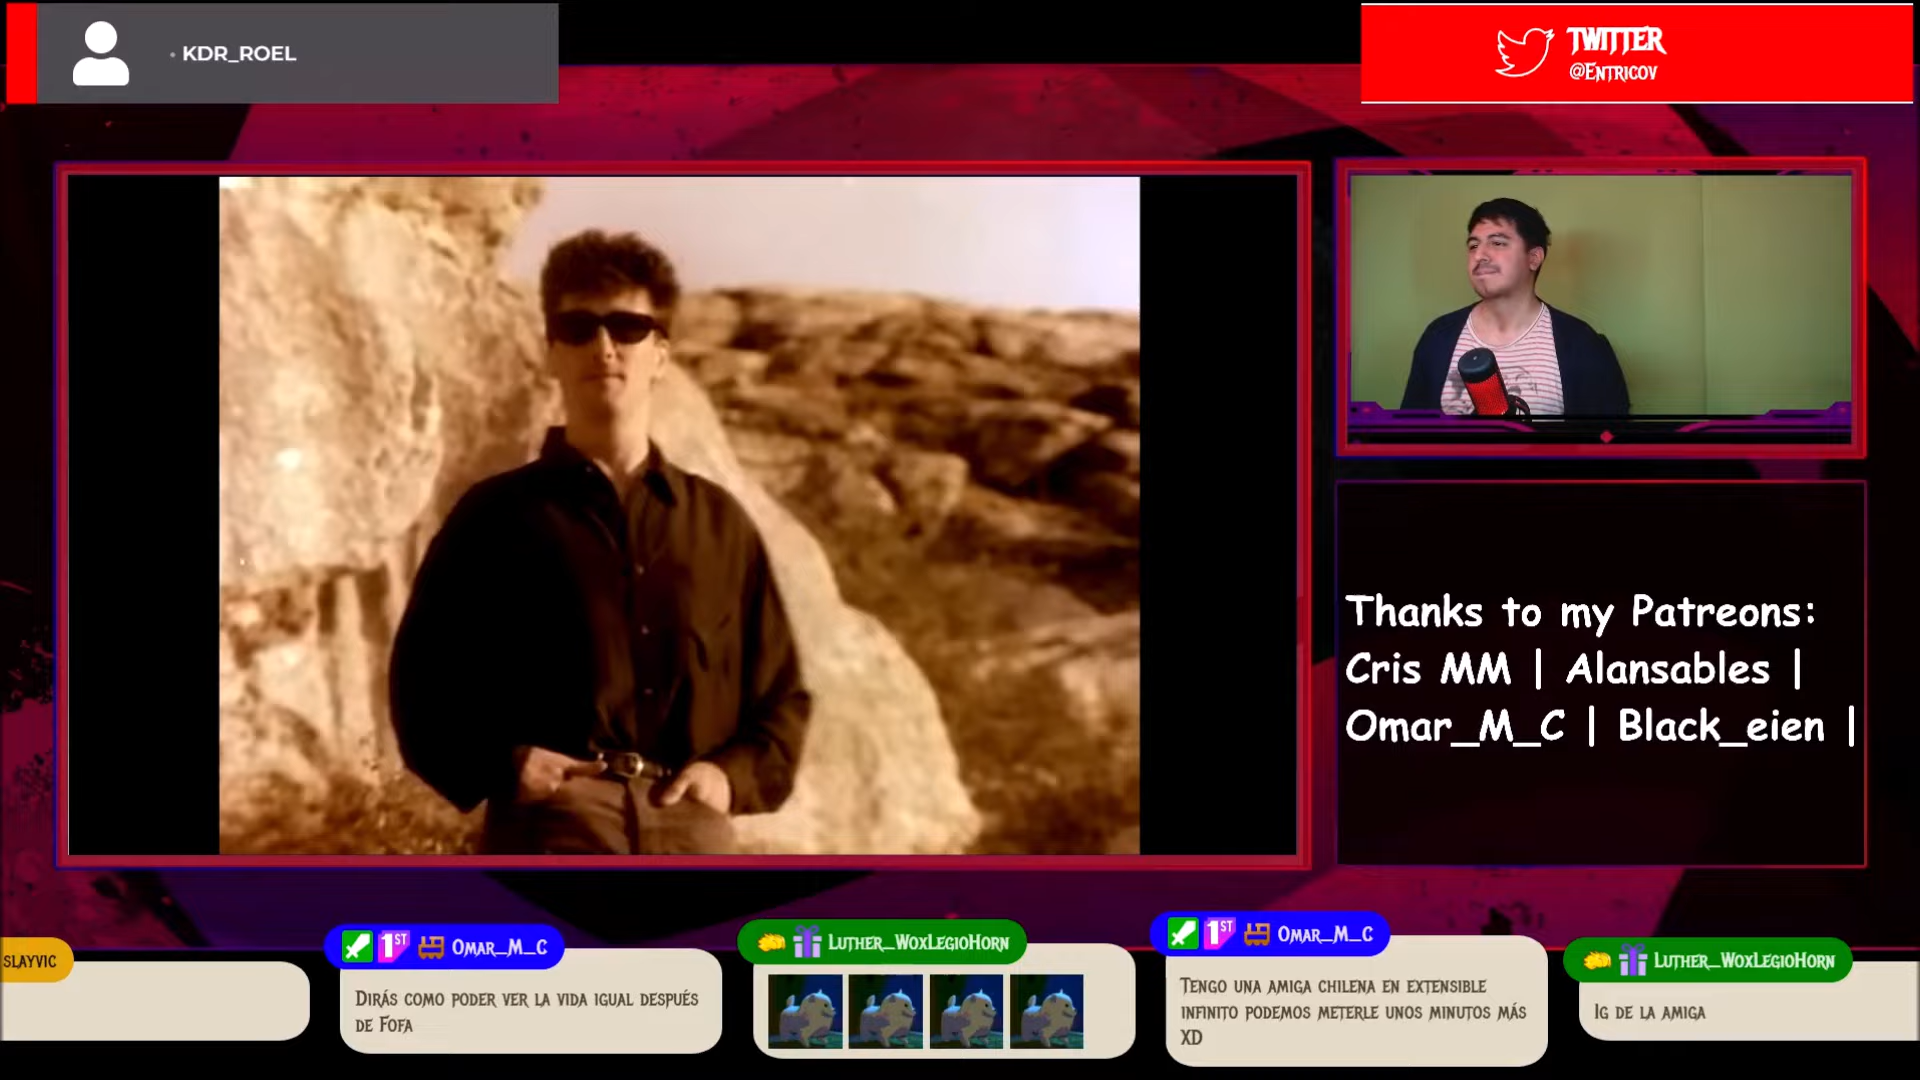 • KDR_ROEL
TWITTER
@ENTRICOV
Thanks to my Patreons:
Cris MM | Alansables |
Omar_M_C | Black_eien |
SLAYVIC
1ST OMAR_M_C
DIRÁS COMO PODER VER LA VIDA IGUAL DESPUÉS
DE FOFA
LUTHER_WOXLEGIOHORN
1ST OMAR_M_C
TENGO UNA AMIGA CHILENA EN EXTENSIBLE
INFINITO PODEMOS METERLE UNOS MINUTOS MÁS
XD
LUTHER_WOXLEGIOHORN
IG DE LA AMIGA